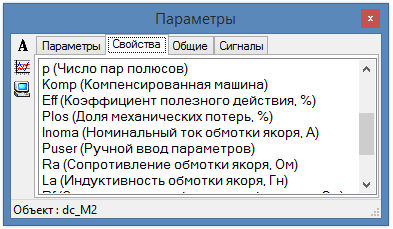 Параметры
x
A
Параметры Свойства Общие Сигналы
p (Число пар полюсов)
Komp (Компенсированная машина)
Eff (Коэффициент полезного действия, %)
Plos (Доля механических потерь, %)
Inoma (Номинальный ток обмотки якоря, А)
Puser (Ручной ввод параметров)
Ra (Сопротивление обмотки якоря, Ом)
La (Индуктивность обмотки якоря, Гн)
Объект : dc_M2